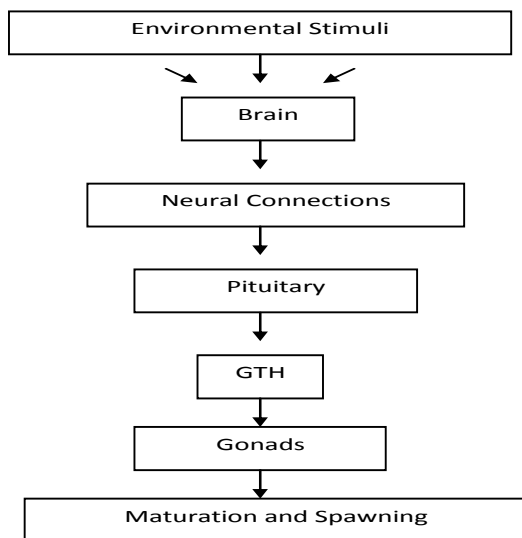 Environmental Stimuli
Brain
Neural Connections
Pituitary
GTH
Gonads
Maturation and Spawning